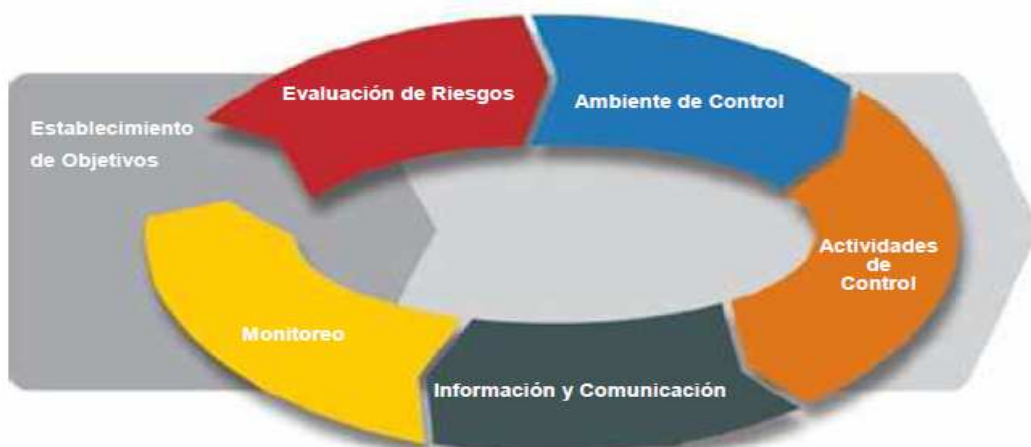 Evaluación de Riesgos
Ambiente de Control
Establecimiento
de Objetivos
Actividades
de
Control
Monitoreo
Información y Comunicación